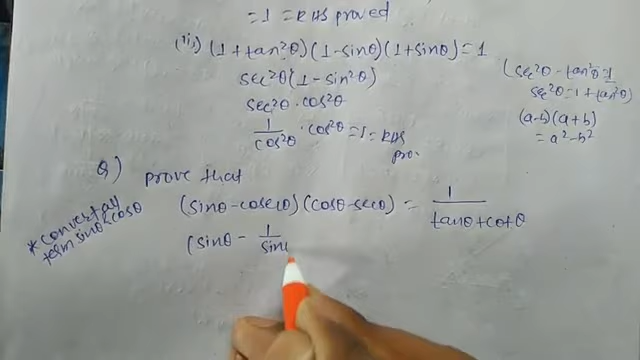 =1 =RHS proved
(iii) (1+tan²θ)(1-sinθ)(1+sinθ)=1
sec²θ(1-sin²θ)
sec²θ·cos²θ
1/cos²θ · cos²θ=1=RHS
pro.
(sec²θ-tan²θ=1
sec²θ=1+tan²θ)
(a-b)(a+b)
=a²-b²
Q) prove that
(sinθ-cosecθ)(cosθ-secθ) = 1/tanθ+cotθ
*convert all
term sinθ&cosθ
(sinθ - 1/sin